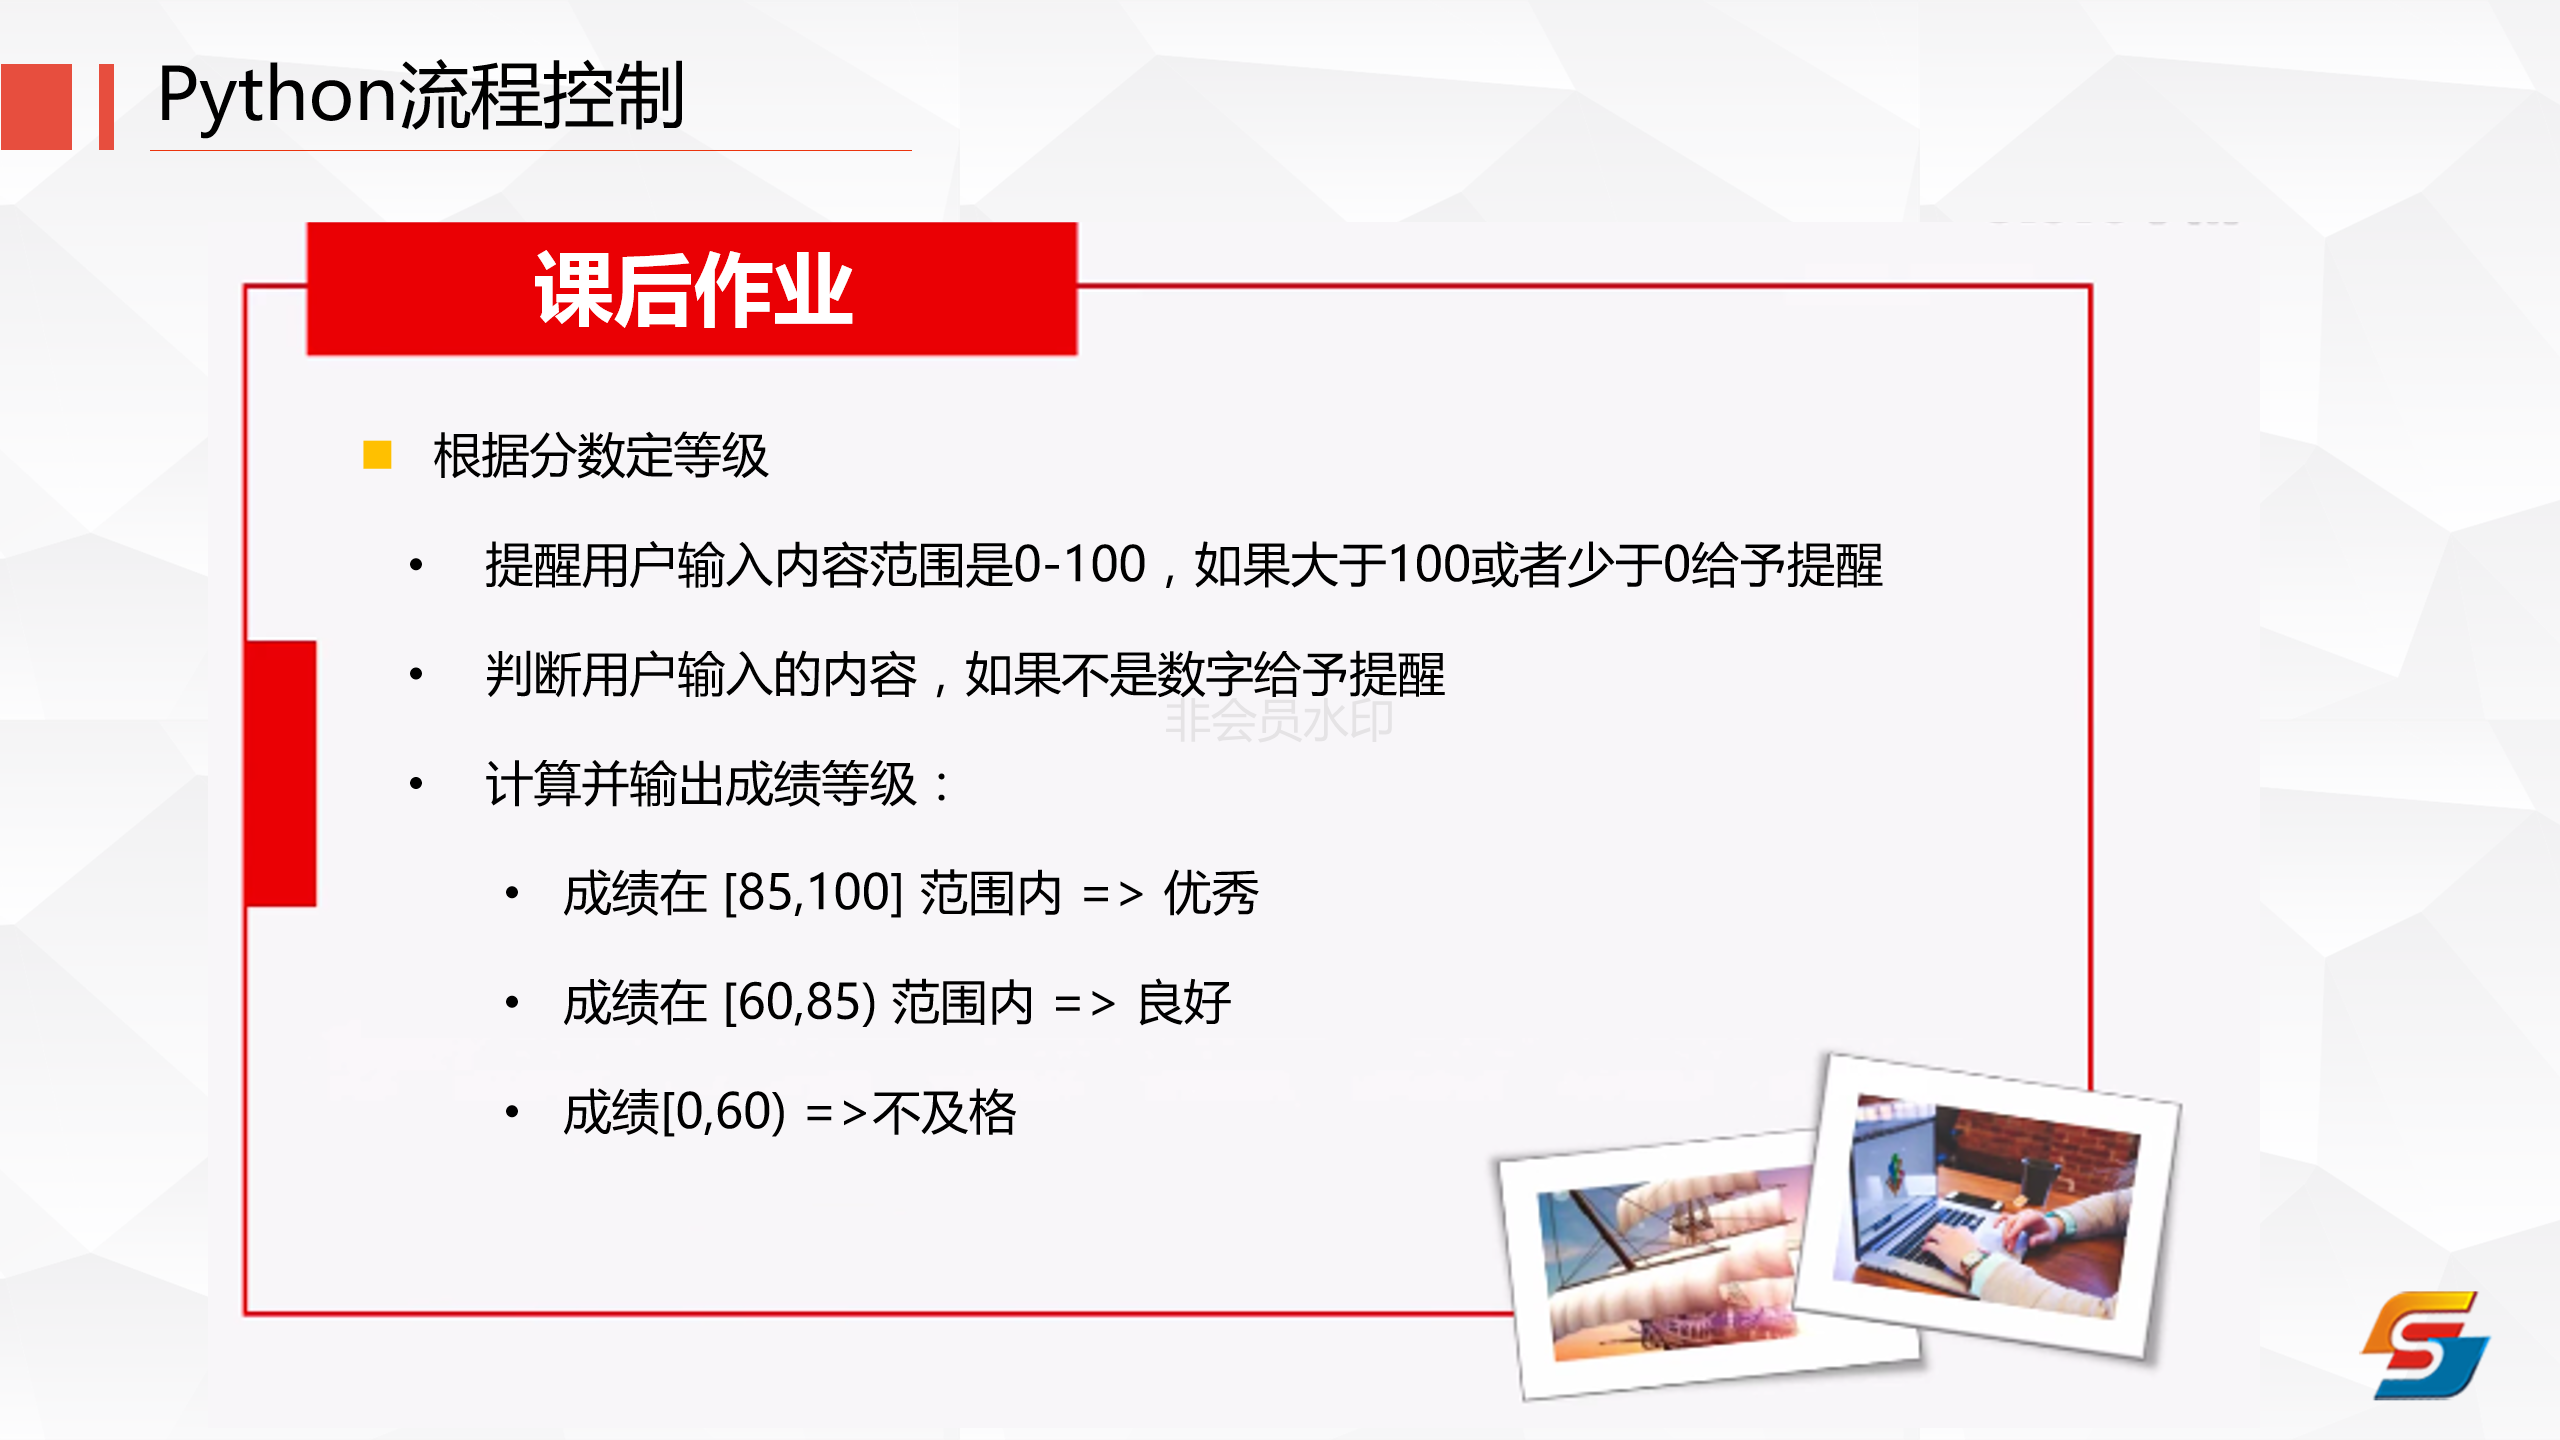 Python流程控制
课后作业
根据分数定等级
提醒用户输入内容范围是0-100，如果大于100或者少于0给予提醒
判断用户输入的内容，如果不是数字给予提醒
非会员水印
计算并输出成绩等级：
成绩在 [85,100] 范围内 => 优秀
成绩在 [60,85) 范围内 => 良好
成绩[0,60) =>不及格